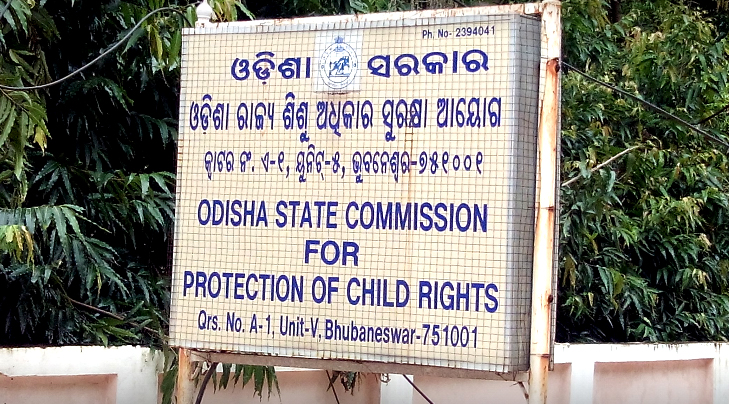 Ph. No- 2394041
ଓଡ଼ିଶା ସରକାର
ଓଡ଼ିଶା ରାଜ୍ୟ ଶିଶୁ ଅଧିକାର ସୁରକ୍ଷା ଆୟୋଗ
କ୍ୱାଟର ନଂ. ଏ-୧, ୟୁନିଟ୍-୫, ଭୁବନେଶ୍ୱର-୭୫୧୦୦୧
ODISHA STATE COMMISSION
FOR
PROTECTION OF CHILD RIGHTS
Qrs. No. A-1, Unit-V, Bhubaneswar-751001